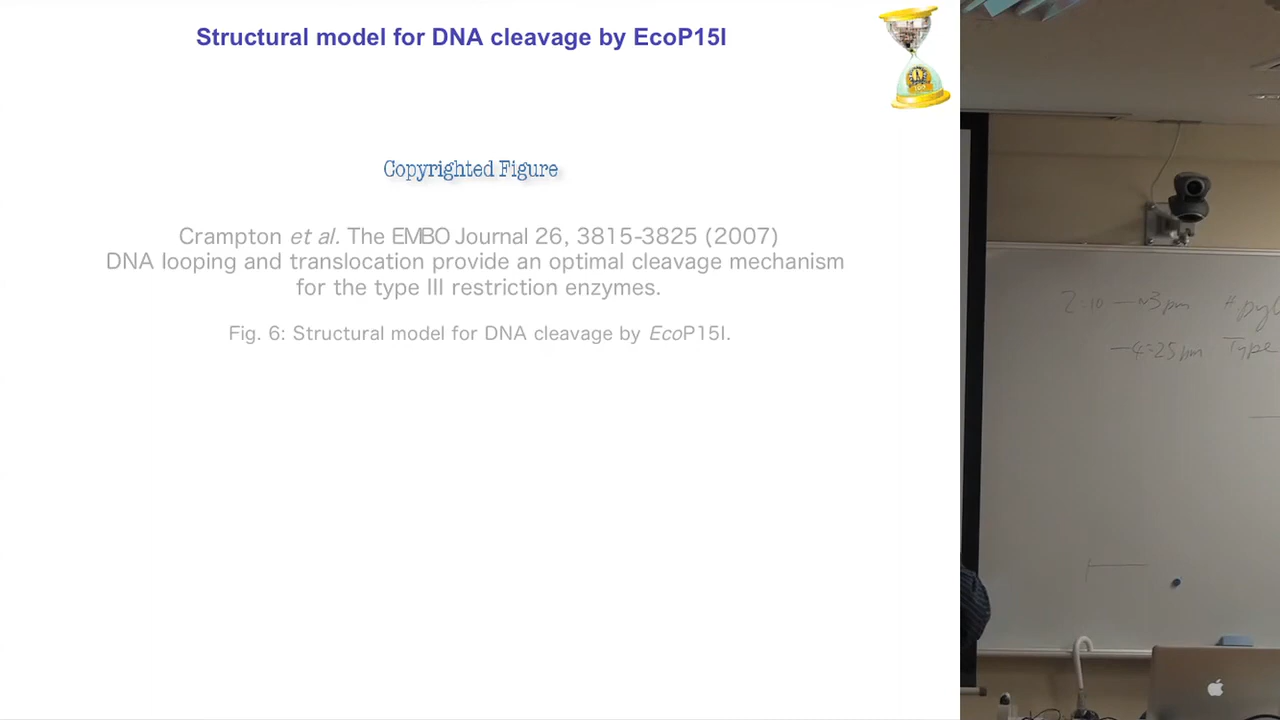 Structural model for DNA cleavage by EcoP15I
Copyrighted Figure
Crampton et al. The EMBO Journal 26, 3815-3825 (2007)
DNA looping and translocation provide an optimal cleavage mechanism
for the type III restriction enzymes.
Fig. 6: Structural model for DNA cleavage by EcoP15I.
Type